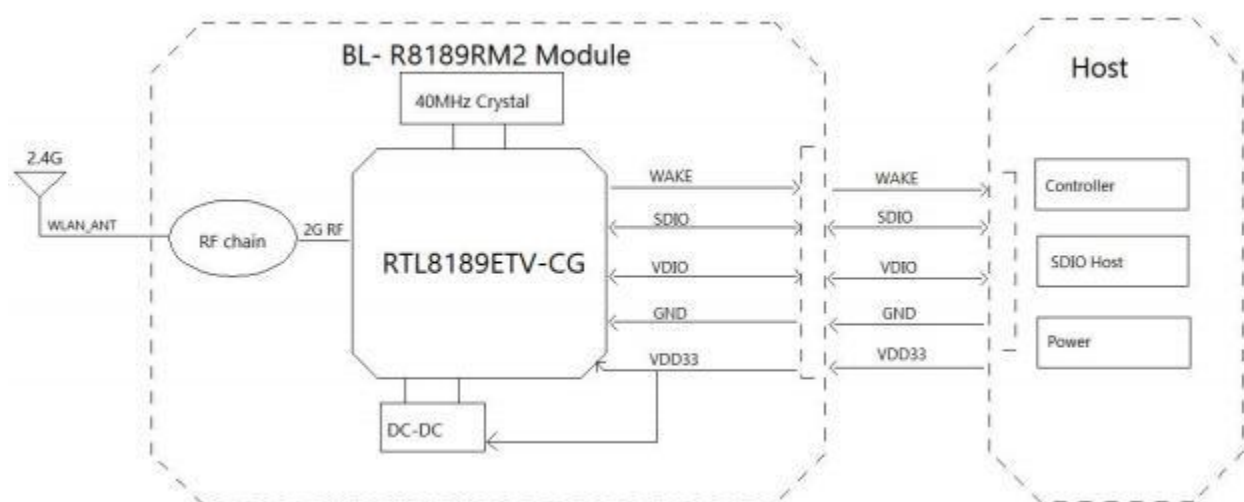 BL- R8189RM2 Module
Host
40MHz Crystal
2.4G
WLAN_ANT
RF chain
2G RF
RTL8189ETV-CG
WAKE
SDIO
VDIO
GND
VDD33
DC-DC
WAKE
SDIO
VDIO
GND
VDD33
Controller
SDIO Host
Power